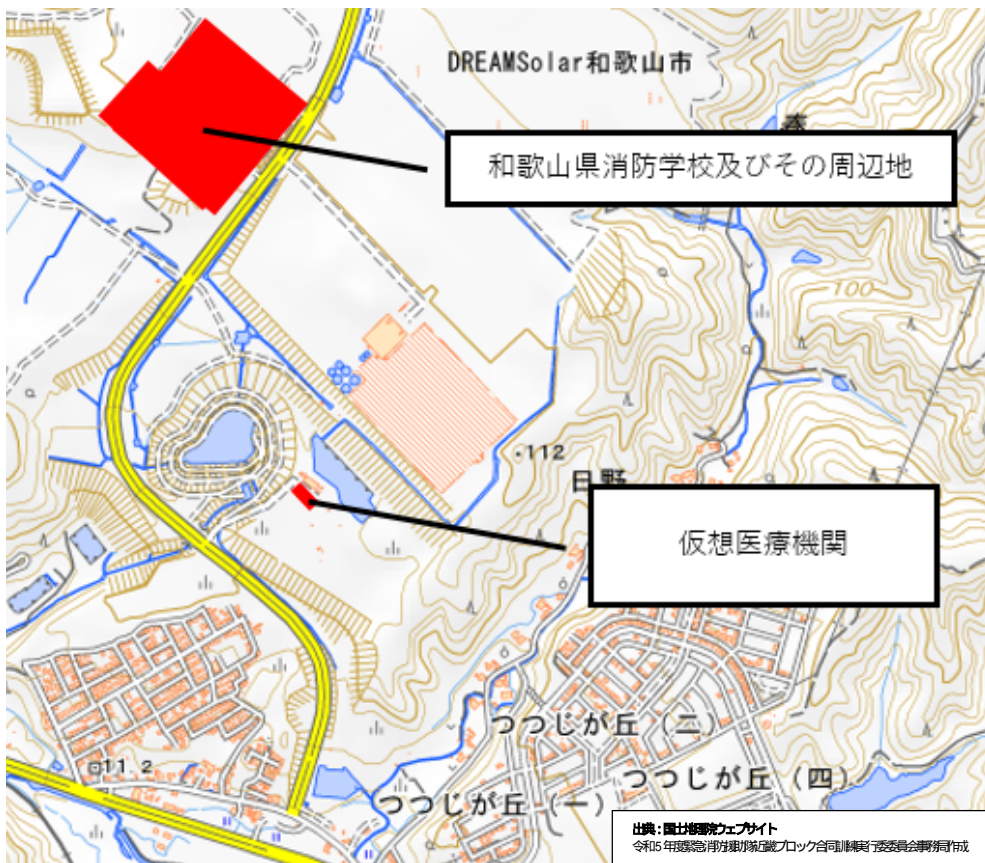 DREAMSolar和歌山市
和歌山県消防学校及びその周辺地
100
・112
日野
仮想医療機関
つつじが丘（二）
11.2
つつじが丘（四）
つつじが丘（一）
出典：国土地理院ウェブサイト
令和5年度緊急消防援助隊近畿ブロック合同訓練実行委員会事務局作成